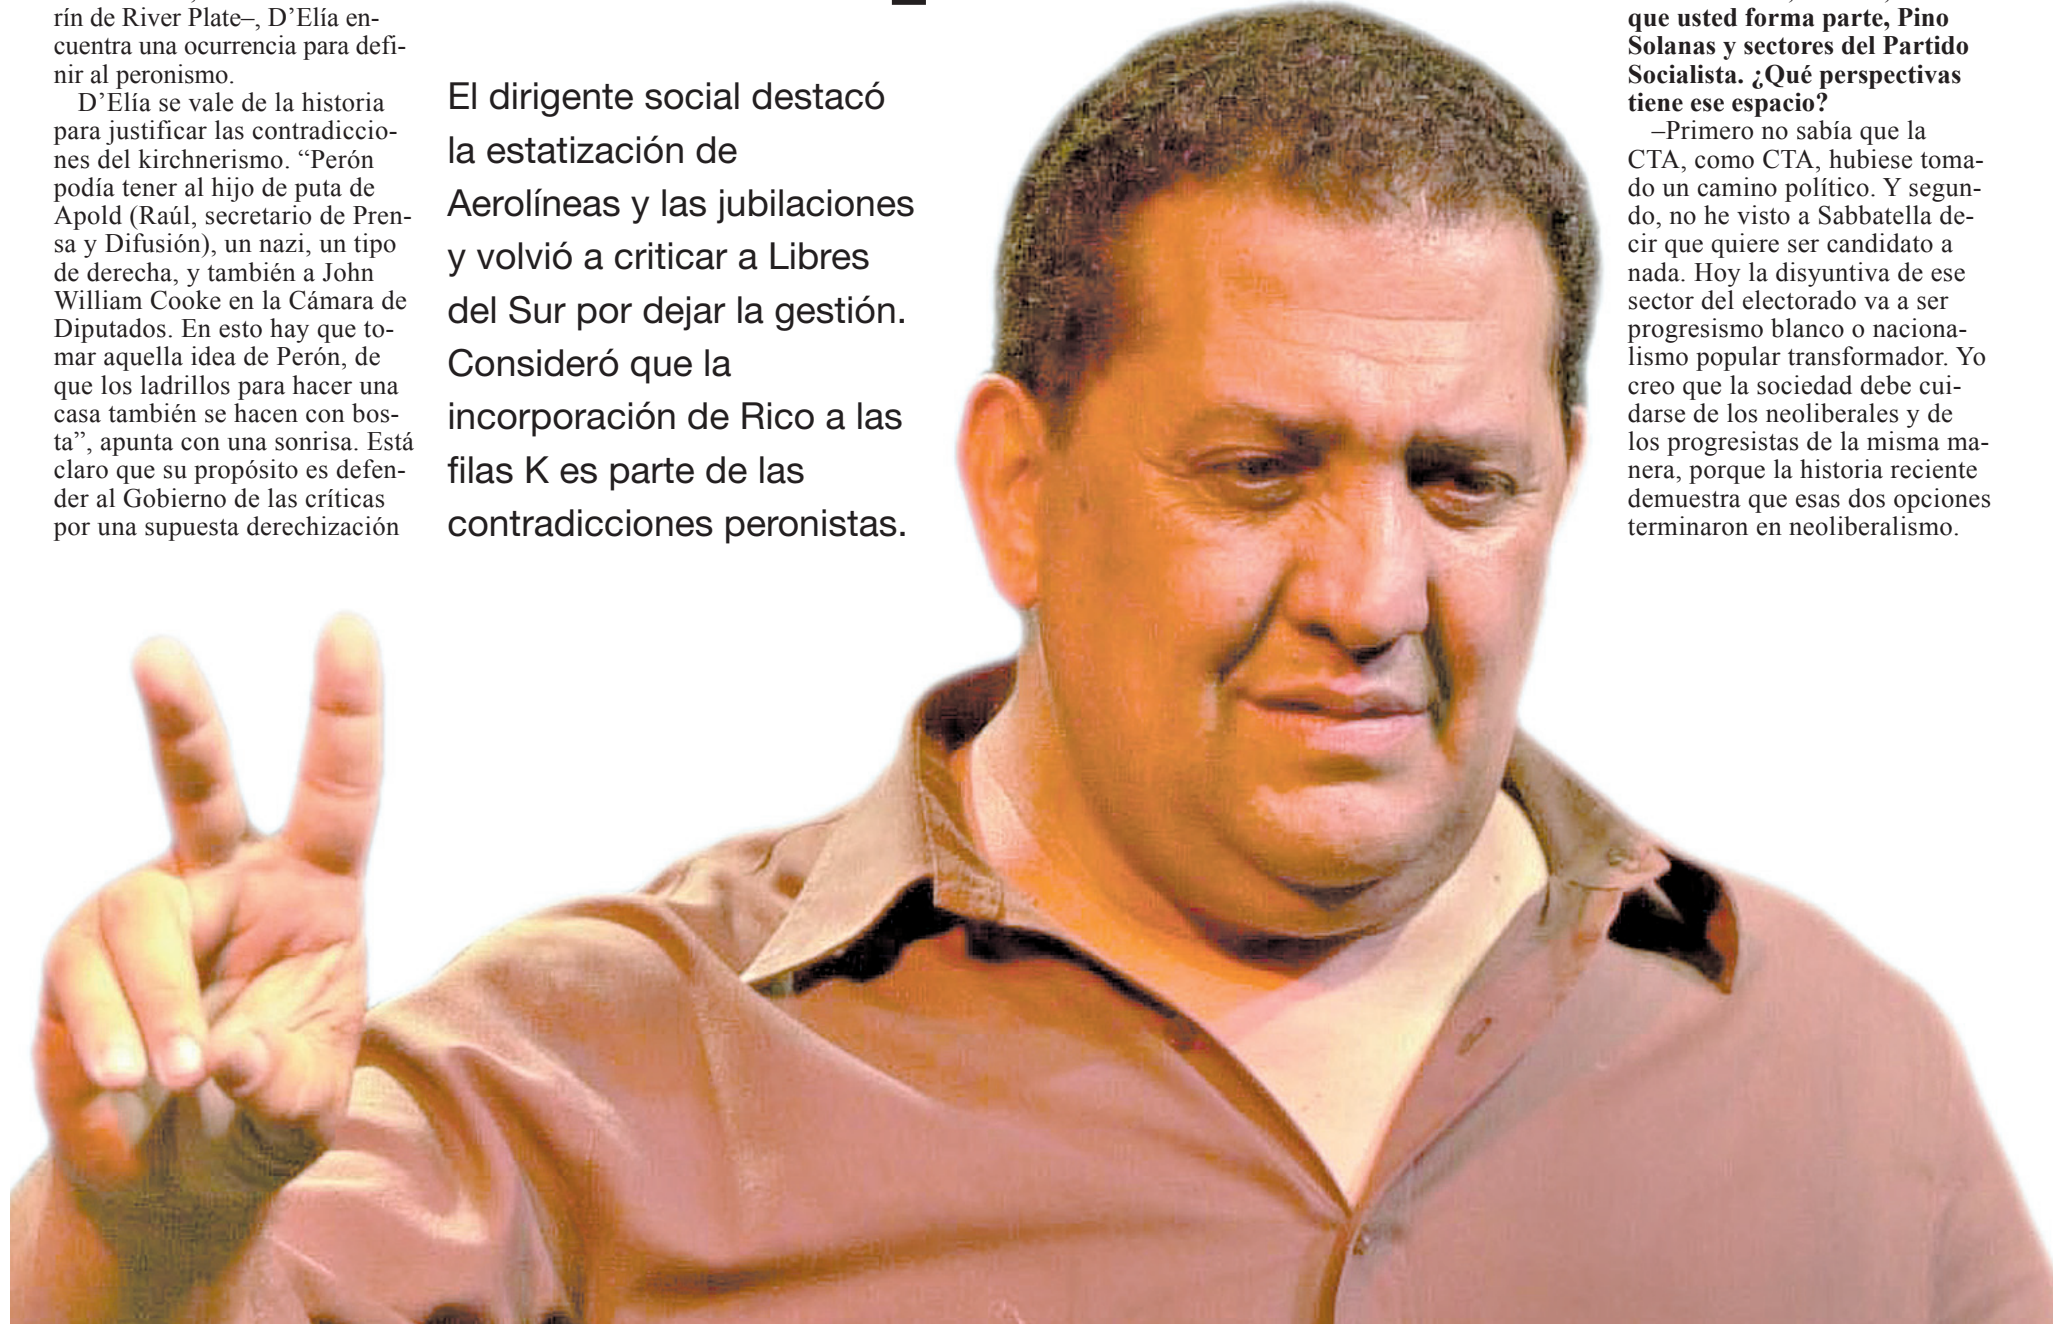 rín de River Plate–, D’Elía en-
cuentra una ocurrencia para defi-
nir al peronismo.
D’Elía se vale de la historia
para justificar las contradiccio-
nes del kirchnerismo. “Perón
podía tener al hijo de puta de
Apold (Raúl, secretario de Pren-
sa y Difusión), un nazi, un tipo
de derecha, y también a John
William Cooke en la Cámara de
Diputados. En esto hay que to-
mar aquella idea de Perón, de
que los ladrillos para hacer una
casa también se hacen con bos-
ta”, apunta con una sonrisa. Está
claro que su propósito es defen-
der al Gobierno de las críticas
por una supuesta derechización
El dirigente social destacó
la estatización de
Aerolíneas y las jubilaciones
y volvió a criticar a Libres
del Sur por dejar la gestión.
Consideró que la
incorporación de Rico a las
filas K es parte de las
contradicciones peronistas.
que usted forma parte, Pino
Solanas y sectores del Partido
Socialista. ¿Qué perspectivas
tiene ese espacio?
–Primero no sabía que la
CTA, como CTA, hubiese toma-
do un camino político. Y segun-
do, no he visto a Sabbatella de-
cir que quiere ser candidato a
nada. Hoy la disyuntiva de ese
sector del electorado va a ser
progresismo blanco o naciona-
lismo popular transformador. Yo
creo que la sociedad debe cui-
darse de los neoliberales y de
los progresistas de la misma ma-
nera, porque la historia reciente
demuestra que esas dos opciones
terminaron en neoliberalismo.